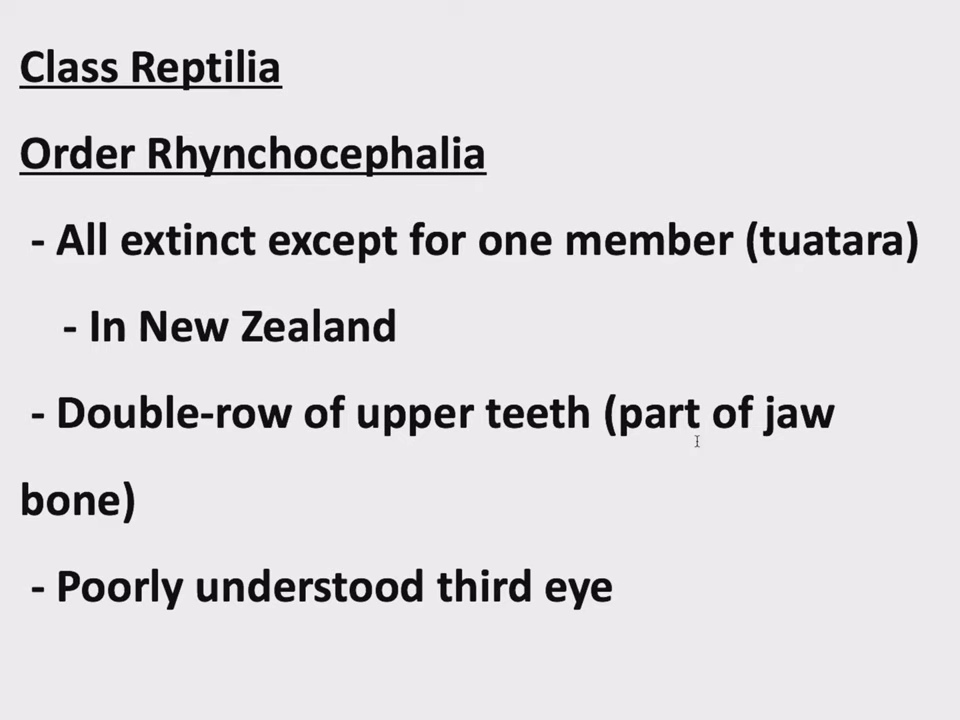 Class Reptilia
Order Rhynchocephalia
- All extinct except for one member (tuatara)
- In New Zealand
- Double-row of upper teeth (part of jaw
bone)
- Poorly understood third eye